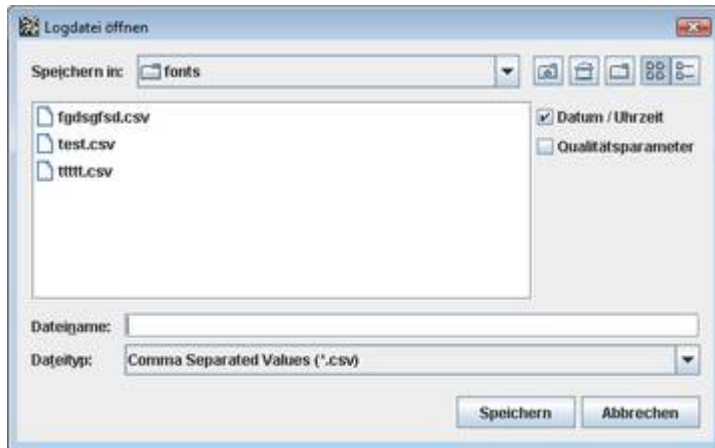 Logdatei öffnen
Speichern in: fonts
fgdsgfsd.csv
test.csv
ttttt.csv
Datum / Uhrzeit
Qualitätsparameter
Dateiname:
Dateityp: Comma Separated Values (*.csv)
Speichern Abbrechen